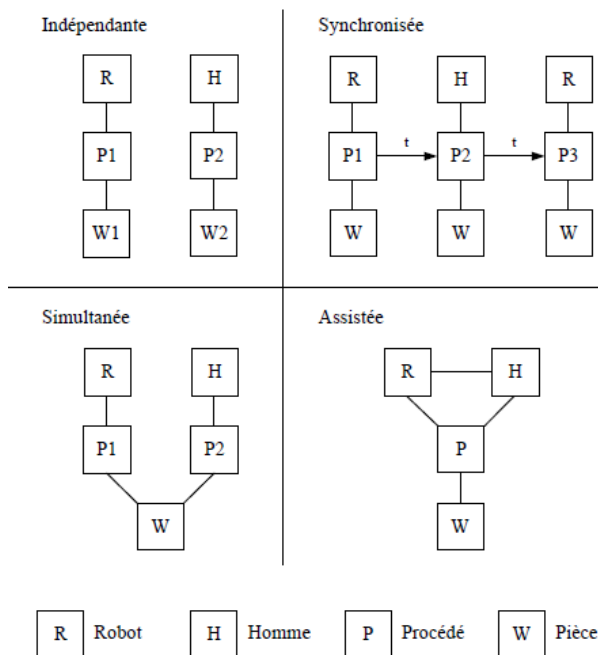 Indépendante
R H
P1 P2
W1 W2
Synchronisée
R H R
P1 t P2 t P3
W W W
Simultanée
R H
P1 P2
W
Assistée
R H
P
W
R Robot H Homme P Procédé W Pièce